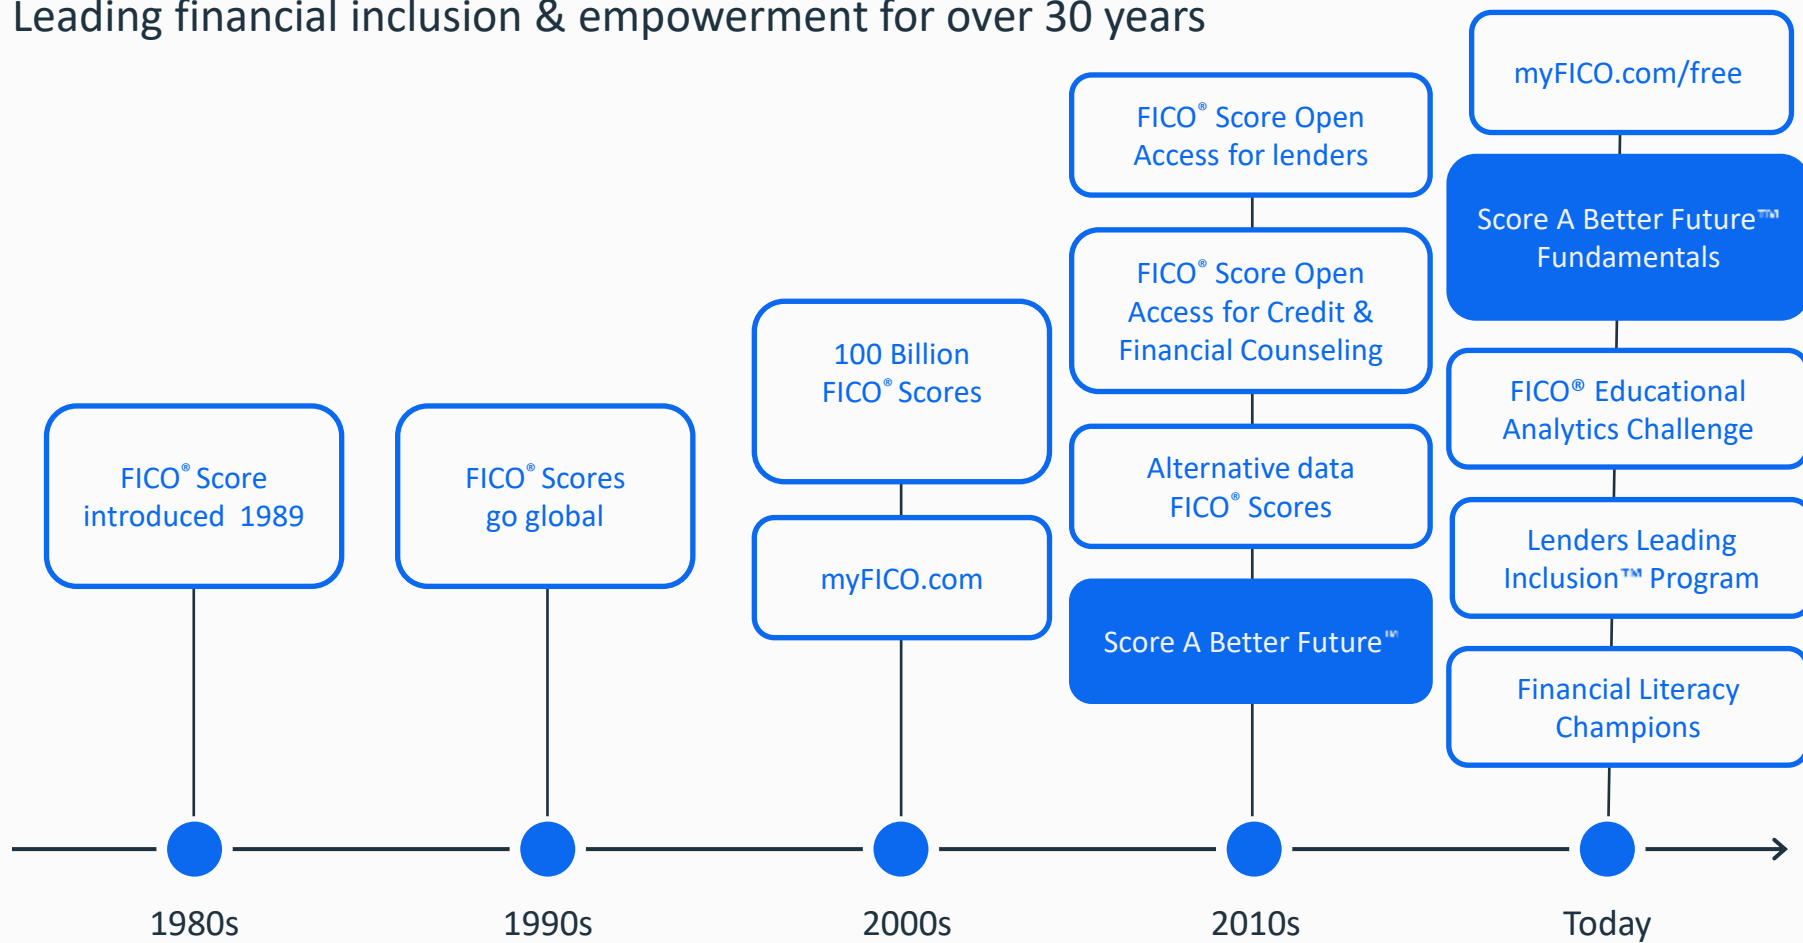 Leading financial inclusion & empowerment for over 30 years
FICO® Score
introduced 1989
1980s
FICO® Scores
go global
1990s
100 Billion
FICO® Scores
myFICO.com
2000s
FICO® Score Open
Access for lenders
FICO® Score Open
Access for Credit &
Financial Counseling
Alternative data
FICO® Scores
Score A Better Future™
2010s
myFICO.com/free
Score A Better Future™
Fundamentals
FICO® Educational
Analytics Challenge
Lenders Leading
Inclusion™ Program
Financial Literacy
Champions
Today